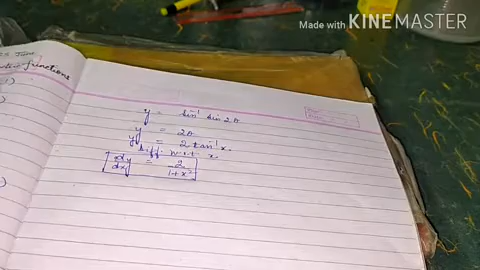 Made with KINEMASTER
functions
y = sin⁻¹ sin 2θ
y = 2θ
y = 2 tan⁻¹ x.
diff. w.r.t. x.
dy/dx = 2/1+x²